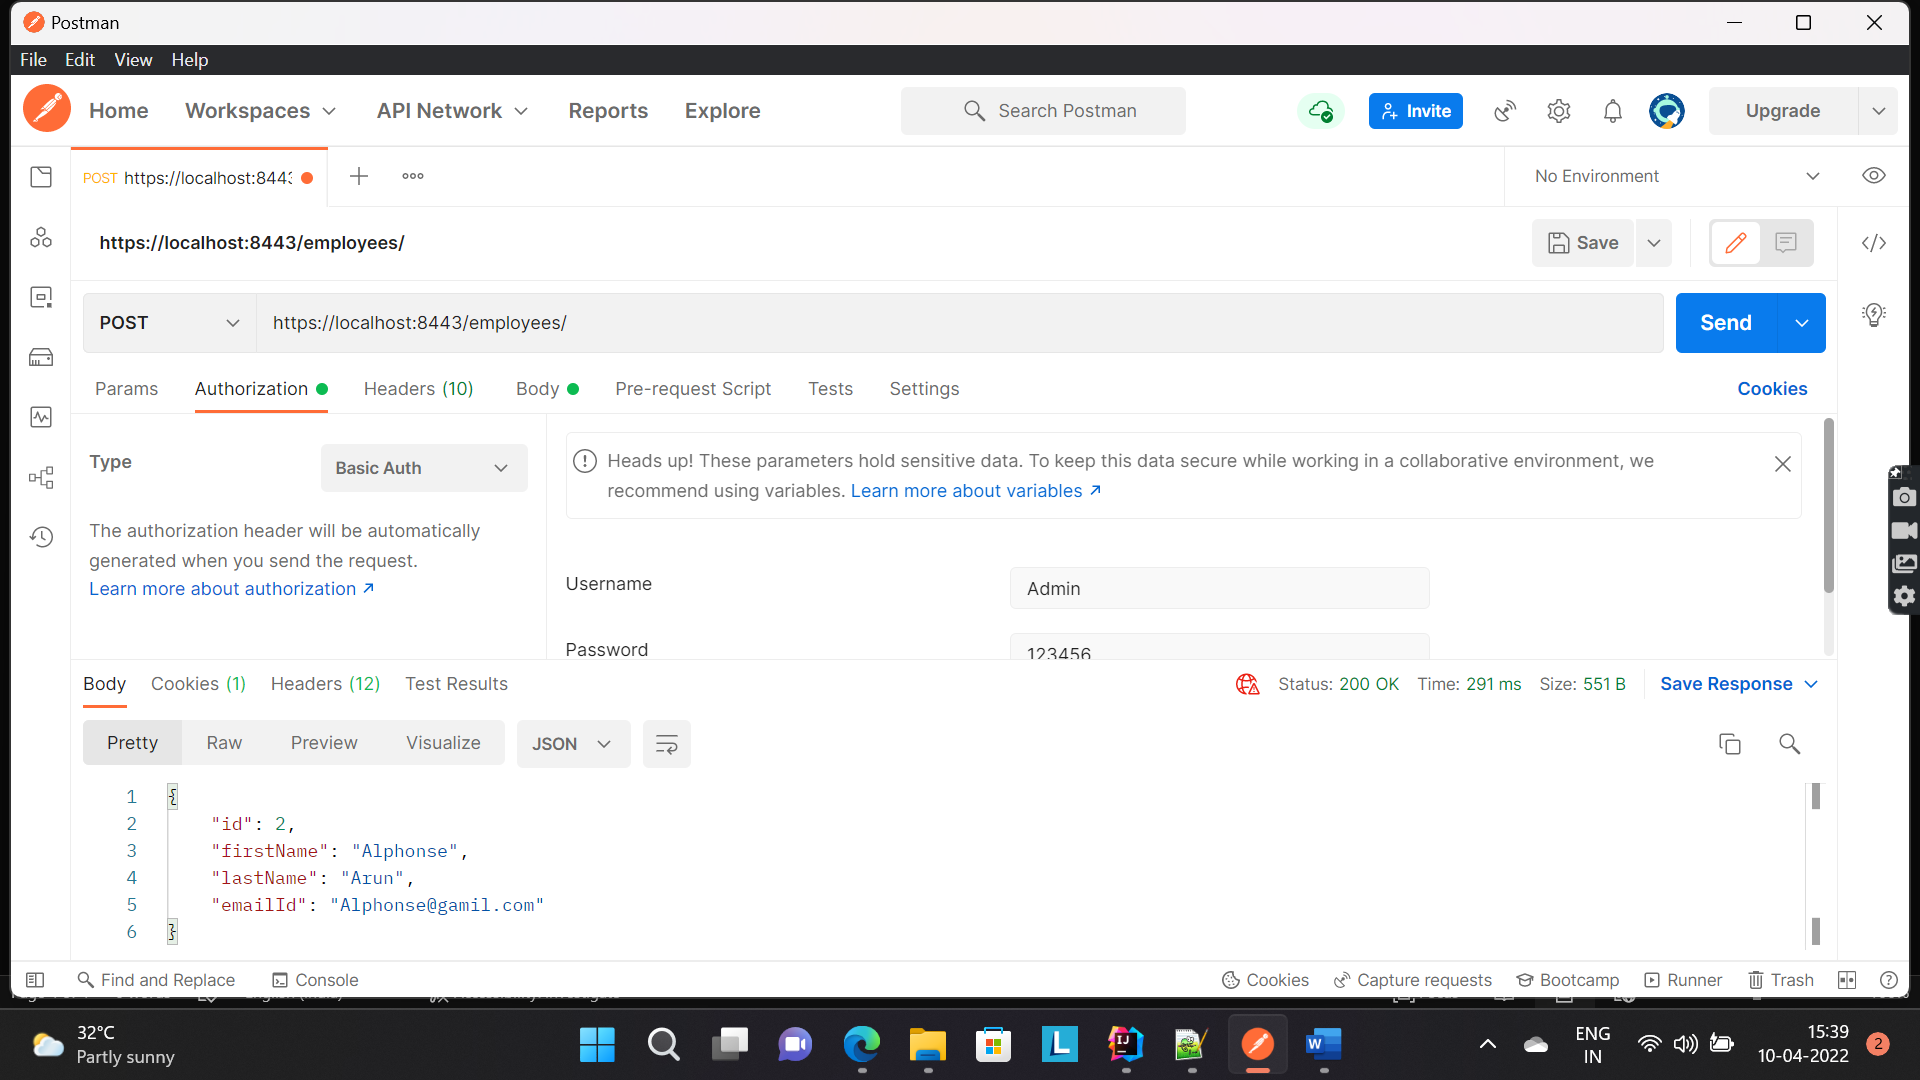 Postman
File Edit View Help
Home Workspaces API Network Reports Explore Search Postman Invite Upgrade
POST https://localhost:8443 No Environment
https://localhost:8443/employees/ Save
POST https://localhost:8443/employees/ Send
Params Authorization Headers (10) Body Pre-request Script Tests Settings Cookies
Type Basic Auth
The authorization header will be automatically
generated when you send the request.
Learn more about authorization ↗
Heads up! These parameters hold sensitive data. To keep this data secure while working in a collaborative environment, we
recommend using variables. Learn more about variables ↗
Username Admin
Password 123456
Body Cookies (1) Headers (12) Test Results Status: 200 OK Time: 291 ms Size: 551 B Save Response
Pretty Raw Preview Visualize JSON
1 {
2 "id": 2,
3 "firstName": "Alphonse",
4 "lastName": "Arun",
5 "emailId": "Alphonse@gamil.com"
6 }
Find and Replace Console Cookies Capture requests Bootcamp Runner Trash
32°C
Partly sunny
ENG
IN
15:39
10-04-2022
2